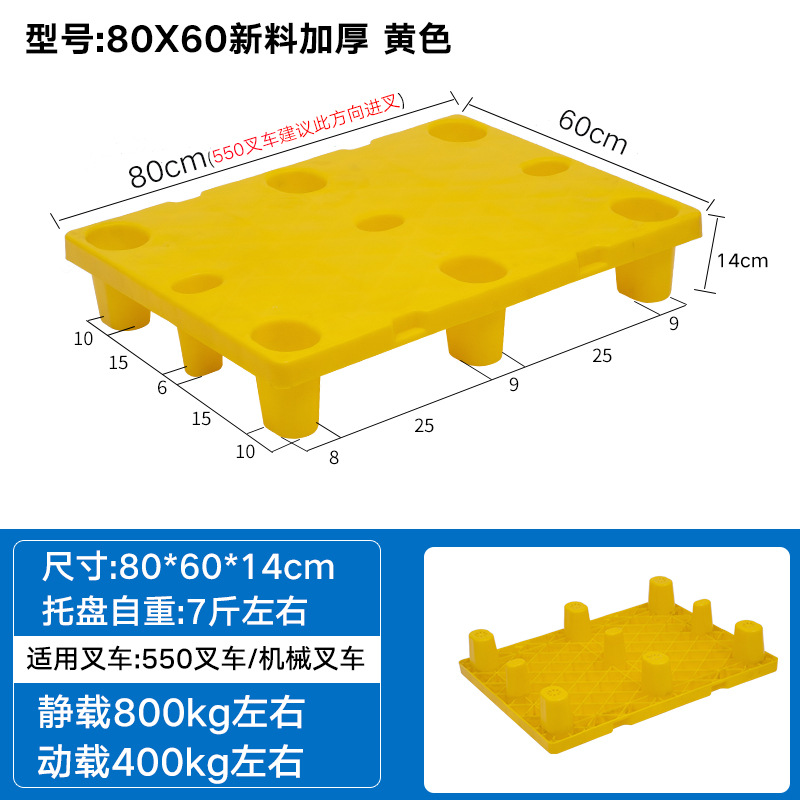 型号:80X60新料加厚 黄色
80cm(550叉车建议此方向进叉)
60cm
14cm
10
15
6
15
10
8
25
9
25
9
尺寸:80*60*14cm
托盘自重:7斤左右
适用叉车:550叉车/机械叉车
静载800kg左右
动载400kg左右